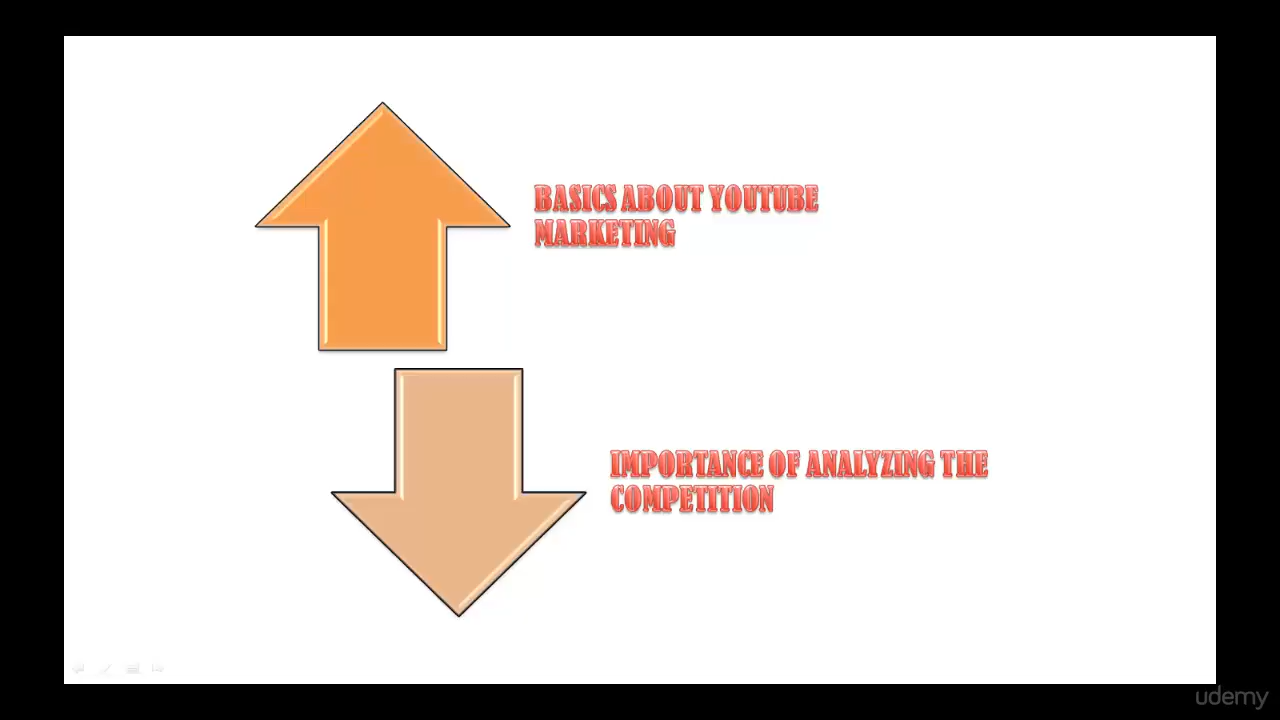 BASICS ABOUT YOUTUBE
MARKETING
IMPORTANCE OF ANALYZING THE
COMPETITION
udemy